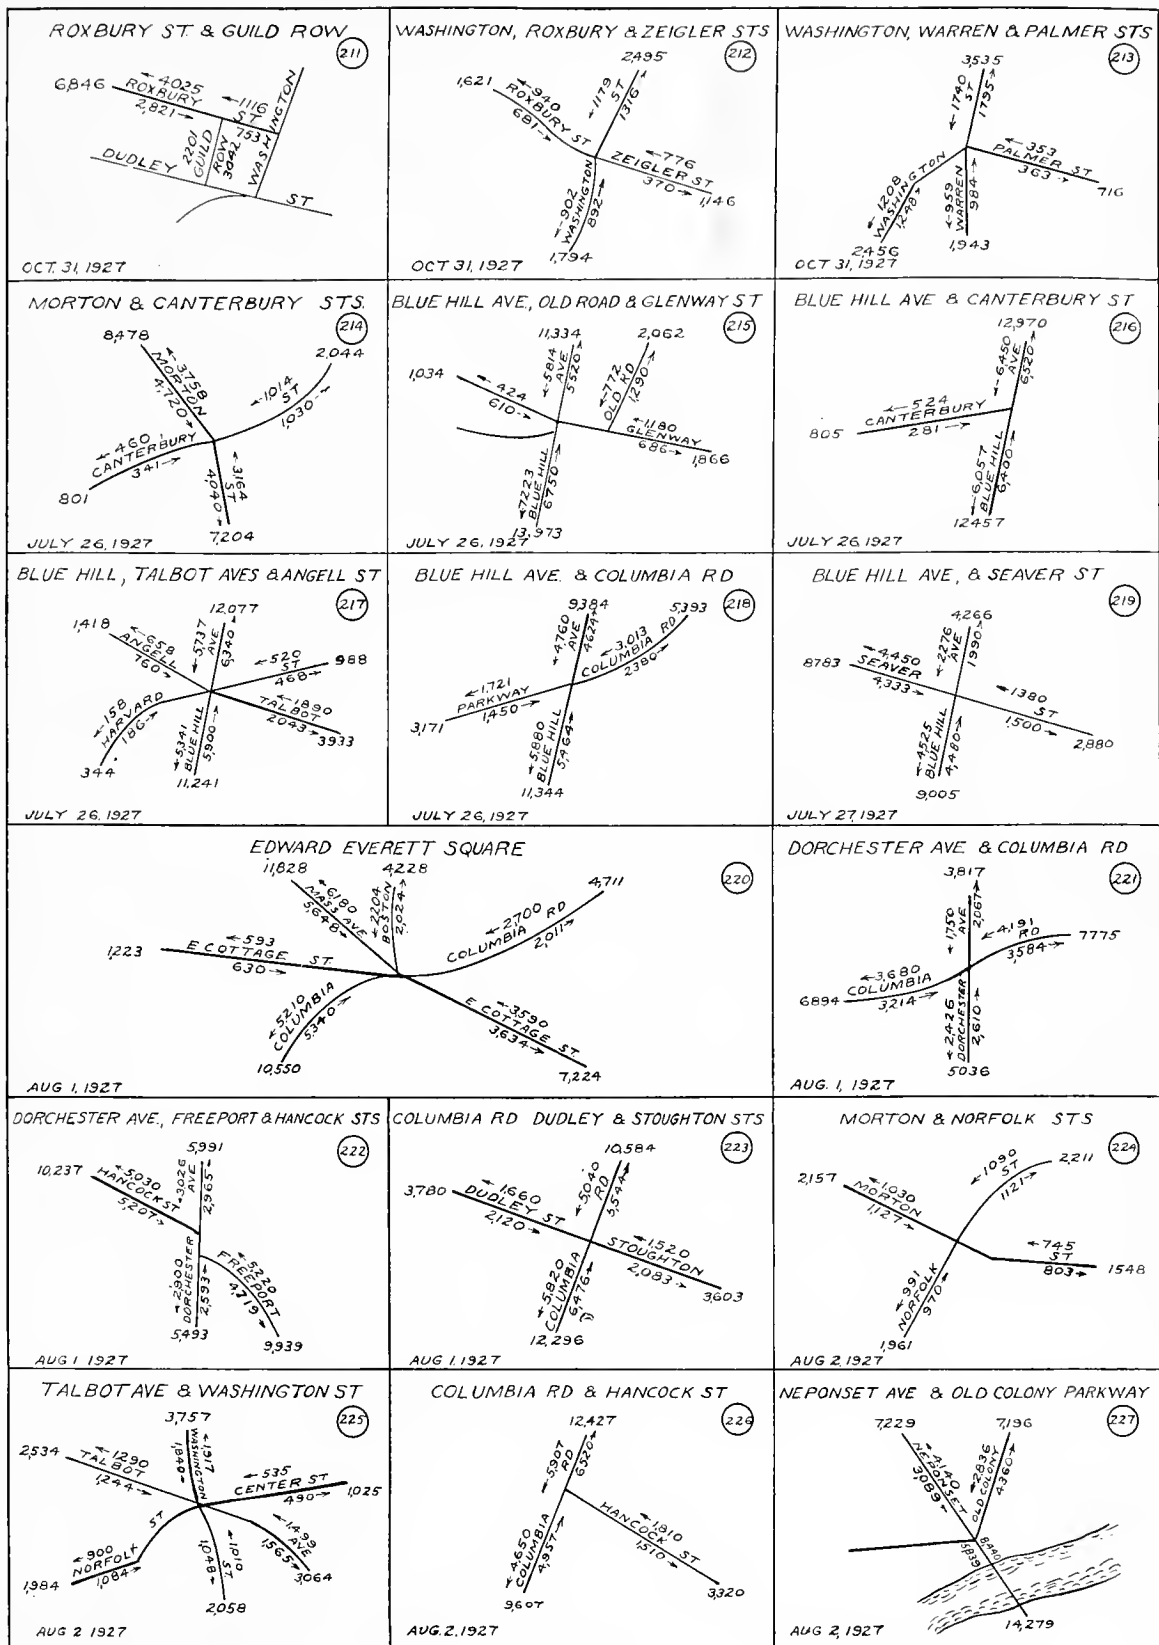 ROXBURY ST. & GUILD ROW
211
6,846
4025
ROXBURY
2,821
1116
ST
753
2201
GUILD
ROW
3042
WASHINGTON
DUDLEY
ST
OCT. 31, 1927
WASHINGTON, ROXBURY & ZEIGLER STS
212
2,495
1,621
940
ROXBURY ST
681
1179
ST
1316
776
ZEIGLER ST
370
1,146
902
WASHINGTON
892
1,794
OCT 31, 1927
WASHINGTON, WARREN & PALMER STS
213
3,535
1740
ST
1795
353
PALMER ST
363
716
1208
WASHINGTON
1,248
959
WARREN
984
2,456
1,943
OCT 31, 1927
MORTON & CANTERBURY STS.
214
8,478
2,044
3,758
MORTON
4,720
1,014
ST
1,030
460
CANTERBURY
341
801
3,164
ST
4,040
7,204
JULY 26, 1927
BLUE HILL AVE, OLD ROAD & GLENWAY ST
215
11,334
2,062
1,034
424
610
5814
AVE
5520
772
OLD RD
1,290
1,180
GLENWAY
686
1,866
7223
BLUE HILL
6750
13,973
JULY 26, 1927
BLUE HILL AVE & CANTERBURY ST
216
12,970
6450
AVE
6,520
524
CANTERBURY
281
805
6,057
BLUE HILL
6,400
12457
JULY 26, 1927
BLUE HILL, TALBOT AVES & ANGELL ST
217
12,077
1,418
658
ANGELL
760
5,737
AVE
6,340
520
ST
468
988
158
HARVARD
186
344
5,341
BLUE HILL
5,900
11,241
1890
TALBOT
2043
3933
JULY 26, 1927
BLUE HILL AVE. & COLUMBIA RD
218
9,384
5,393
4760
AVE
4624
3,013
COLUMBIA RD
2380
1,721
PARKWAY
1,450
3,171
5,880
BLUE HILL
5,464
11,344
JULY 26, 1927
BLUE HILL AVE, & SEAVER ST
219
4,266
8783
4,450
SEAVER
4,333
2276
AVE
1990
1380
ST
1,500
2,880
4,525
BLUE HILL
4,480
9,005
JULY 27, 1927
EDWARD EVERETT SQUARE
220
11,828
4,228
4,711
6180
MASS AVE
5,648
2204
BOSTON
2,024
2,700
COLUMBIA RD
2,011
1,223
593
E COTTAGE ST.
630
5210
COLUMBIA
5340
10,550
3,590
E COTTAGE ST.
3,634
7,224
AUG 1, 1927
DORCHESTER AVE & COLUMBIA RD
221
3,817
1750
AVE
2,067
4,191
RD
3,584
7775
3,680
COLUMBIA
3,214
6894
2,426
DORCHESTER
2,610
5036
AUG. 1, 1927
DORCHESTER AVE., FREEPORT & HANCOCK STS
222
5,991
10,237
5,030
HANCOCK ST
5,207
3,026
AVE
2,965
2,900
DORCHESTER
2,593
5,493
5,220
FREEPORT
4,719
9,939
AUG 1 1927
COLUMBIA RD DUDLEY & STOUGHTON STS
223
10,584
3,780
1,660
DUDLEY ST
2,120
5,040
RD
5,544
1,520
STOUGHTON
2,083
3,603
5,820
COLUMBIA
6,476
12,296
AUG 1, 1927
MORTON & NORFOLK STS
224
2,211
2,157
1,030
MORTON
1,127
1090
ST
1121
745
ST
803
1548
991
NORFOLK
970
1,961
AUG 2, 1927
TALBOT AVE & WASHINGTON ST
225
3,757
2,534
1290
TALBOT
1,244
1,917
WASHINGTON
1,840
535
CENTER ST
490
1,025
900
NORFOLK
ST
1,084
1,984
1,010
ST.
1,048
2,058
1,499
AVE
1,565
3,064
AUG 2 1927
COLUMBIA RD & HANCOCK ST
226
12,427
5,907
RD
6520
4,650
COLUMBIA
4,957
9,607
1,810
HANCOCK ST
1,510
3,320
AUG. 2, 1927
NEPONSET AVE & OLD COLONY PARKWAY
227
7,229
7,196
4,140
NEPONSET
3,089
2836
OLD COLONY
4360
8,440
5839
14,279
AUG 2, 1927